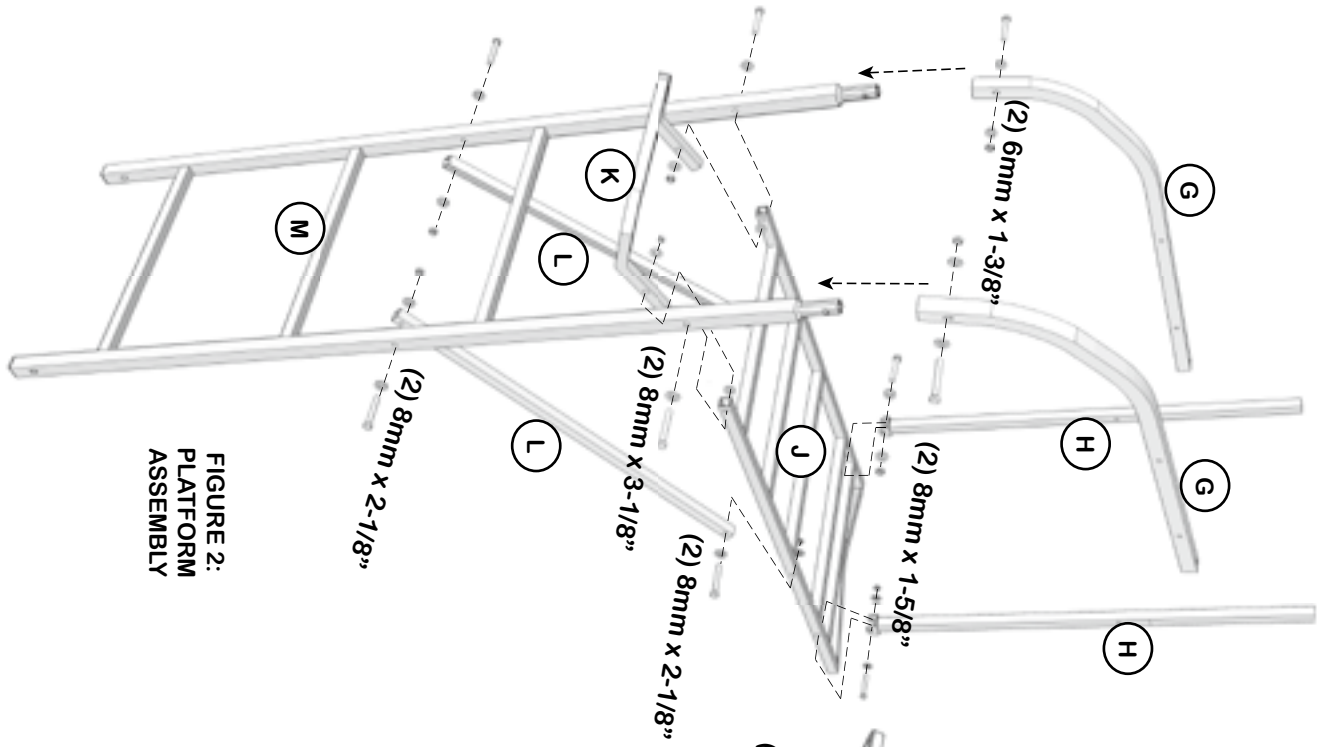 G
(2) 6mm x 1-3/8”
G
H
H
(2) 8mm x 1-5/8”
J
K
(2) 8mm x 3-1/8”
(2) 8mm x 2-1/8”
L
L
M
(2) 8mm x 2-1/8”
FIGURE 2:
PLATFORM
ASSEMBLY